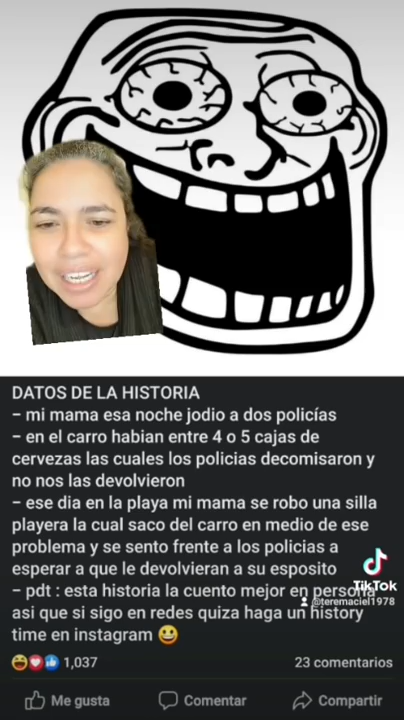 DATOS DE LA HISTORIA
- mi mama esa noche jodio a dos policías
- en el carro habian entre 4 o 5 cajas de
cervezas las cuales los policias decomisaron y
no nos las devolvieron
- ese dia en la playa mi mama se robo una silla
playera la cual saco del carro en medio de ese
problema y se sento frente a los policias a
esperar a que le devolvieran a su esposito
- pdt : esta historia la cuento mejor en persona
asi que si sigo en redes quiza haga un history
time en instagram 😀
TikTok
@teremaciel1978
1,037
23 comentarios
Me gusta
Comentar
Compartir